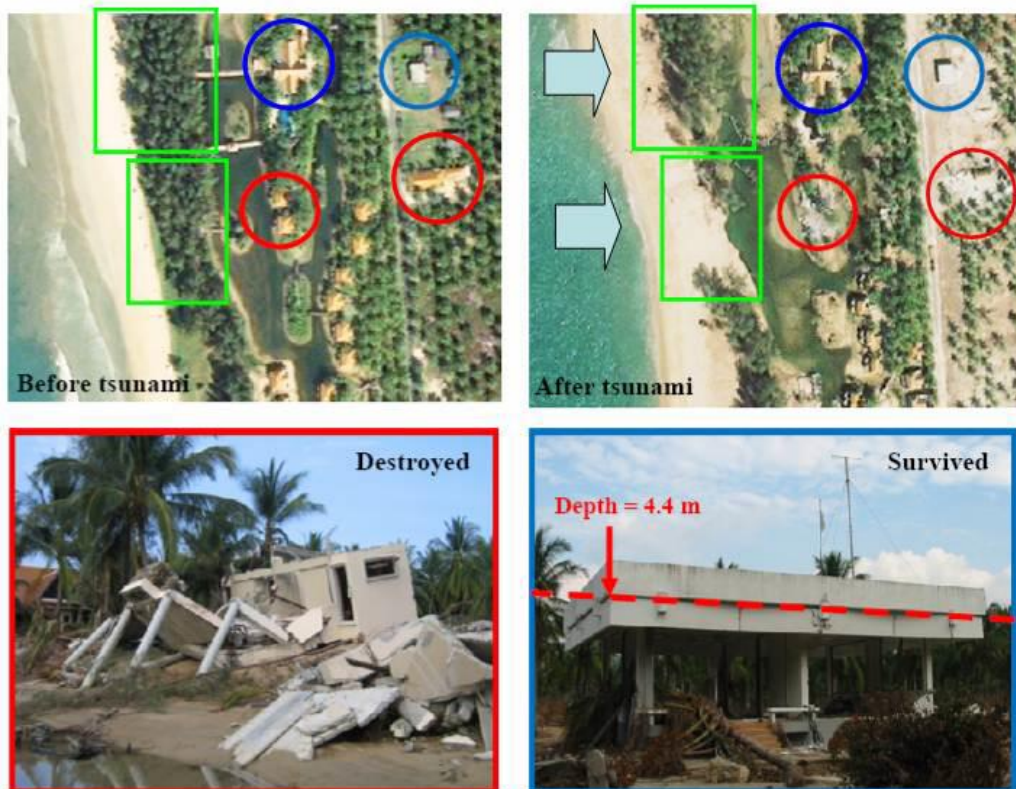 Before tsunami
After tsunami
Destroyed
Survived
Depth = 4.4 m